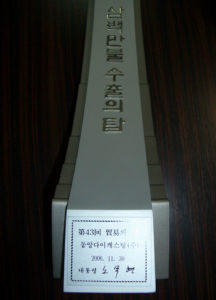 삼백만불 수출의 탑
第43回 貿易의
동양다이캐스팅(주)
2006. 11. 30
대통령 노무현